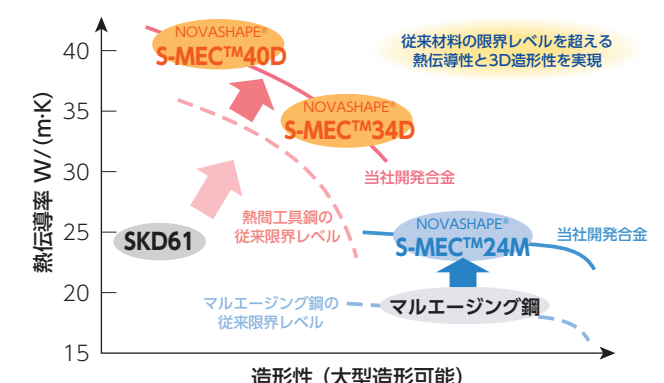 従来材料の限界レベルを超える
熱伝導性と3D造形性を実現
熱伝導率 W/(m·K)
40
35
30
25
20
15
NOVASHAPE®
S-MEC™40D
NOVASHAPE®
S-MEC™34D
当社開発合金
熱間工具鋼の
従来限界レベル
SKD61
NOVASHAPE®
S-MEC™24M
当社開発合金
マルエージング鋼の
従来限界レベル
マルエージング鋼
造形性(大型造形可能)